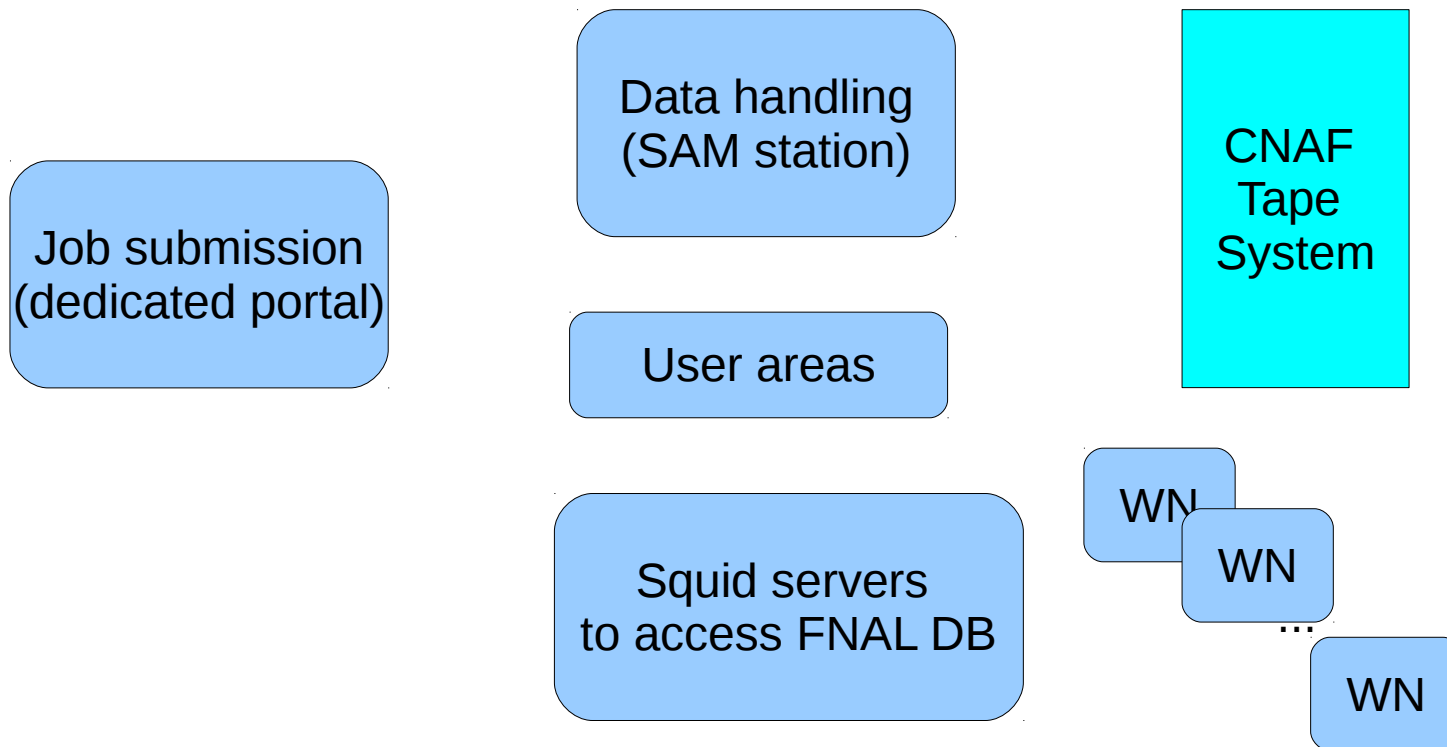 Data handling
(SAM station)
CNAF
Tape
System
Job submission
(dedicated portal)
User areas
WN
WN
...
WN
Squid servers
to access FNAL DB